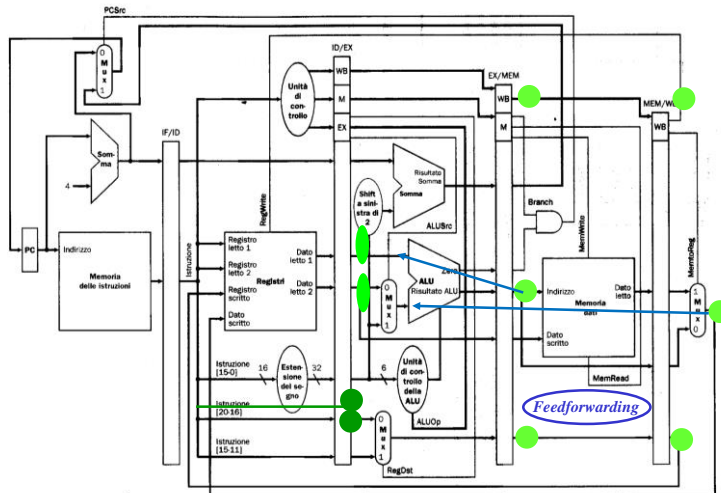 PCSrc
ID/EX
0
M
u
x
1
WB
M
EX
Unità
di con-
trollo
EX/MEM
WB
M
MEM/WB
WB
IF/ID
Som-
ma
4
Shift
a sini-
stra di
2
Risultato
Somma
Somma
Branch
RegWrite
ALUSrc
MemWrite
MemtoReg
PC
Indirizzo
Memoria
delle istruzioni
Istruzione
Registro
letto 1
Registro
letto 2
Registro
scritto
Dato
scritto
Registri
Dato
letto 1
Dato
letto 2
0
M
u
x
1
Zero
ALU
Risultato ALU
Indirizzo
Dato
letto
Memoria
dati
Dato
scritto
1
M
u
x
0
Istruzione
[15-0]
16
Esten-
sione
del segno
32
6
Unità
di con-
trollo
della
ALU
MemRead
Feedforwarding
Istruzione
[20-16]
ALUOp
0
M
u
x
1
Istruzione
[15-11]
RegDst